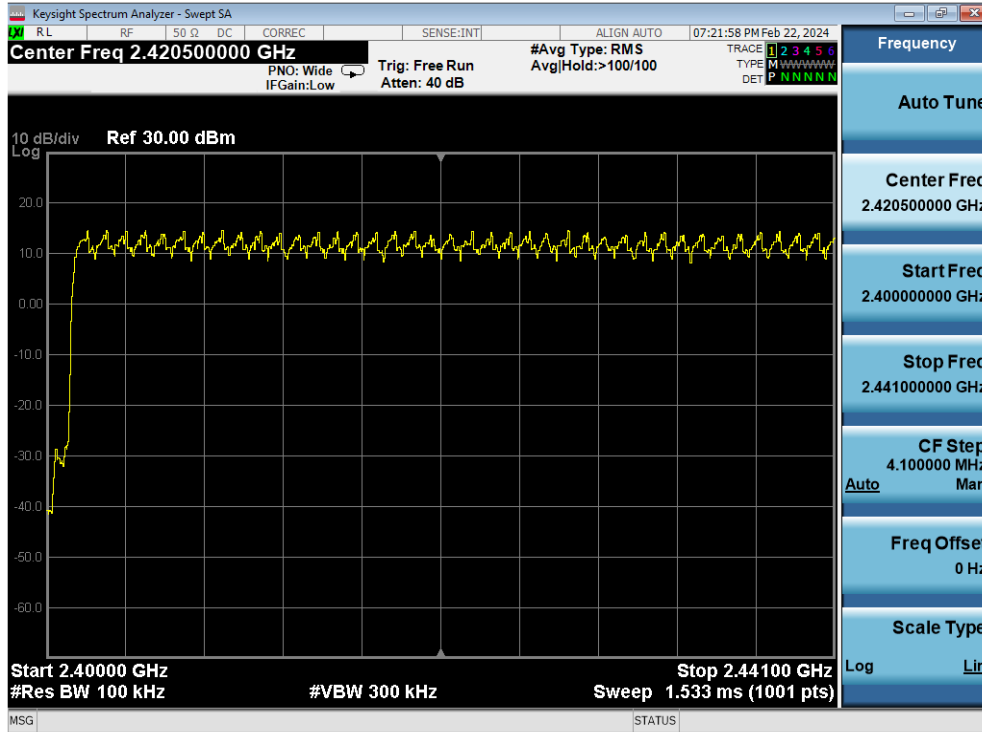 Keysight Spectrum Analyzer - Swept SA
LXI RL RF 50 Ω DC CORREC SENSE:INT ALIGN AUTO 07:21:58 PM Feb 22, 2024
Center Freq 2.420500000 GHz
PNO: Wide
IFGain:Low
Trig: Free Run
Atten: 40 dB
#Avg Type: RMS
Avg|Hold:>100/100
TRACE 1 2 3 4 5 6
TYPE M WWWWW
DET P N N N N N
10 dB/div Ref 30.00 dBm
Log
20.0
10.0
0.00
-10.0
-20.0
-30.0
-40.0
-50.0
-60.0
Start 2.40000 GHz Stop 2.44100 GHz
#Res BW 100 kHz #VBW 300 kHz Sweep 1.533 ms (1001 pts)
MSG STATUS
Frequency
Auto Tune
Center Freq
2.420500000 GHz
Start Freq
2.400000000 GHz
Stop Freq
2.441000000 GHz
CF Step
4.100000 MHz
Auto Man
Freq Offset
0 Hz
Scale Type
Log Lin